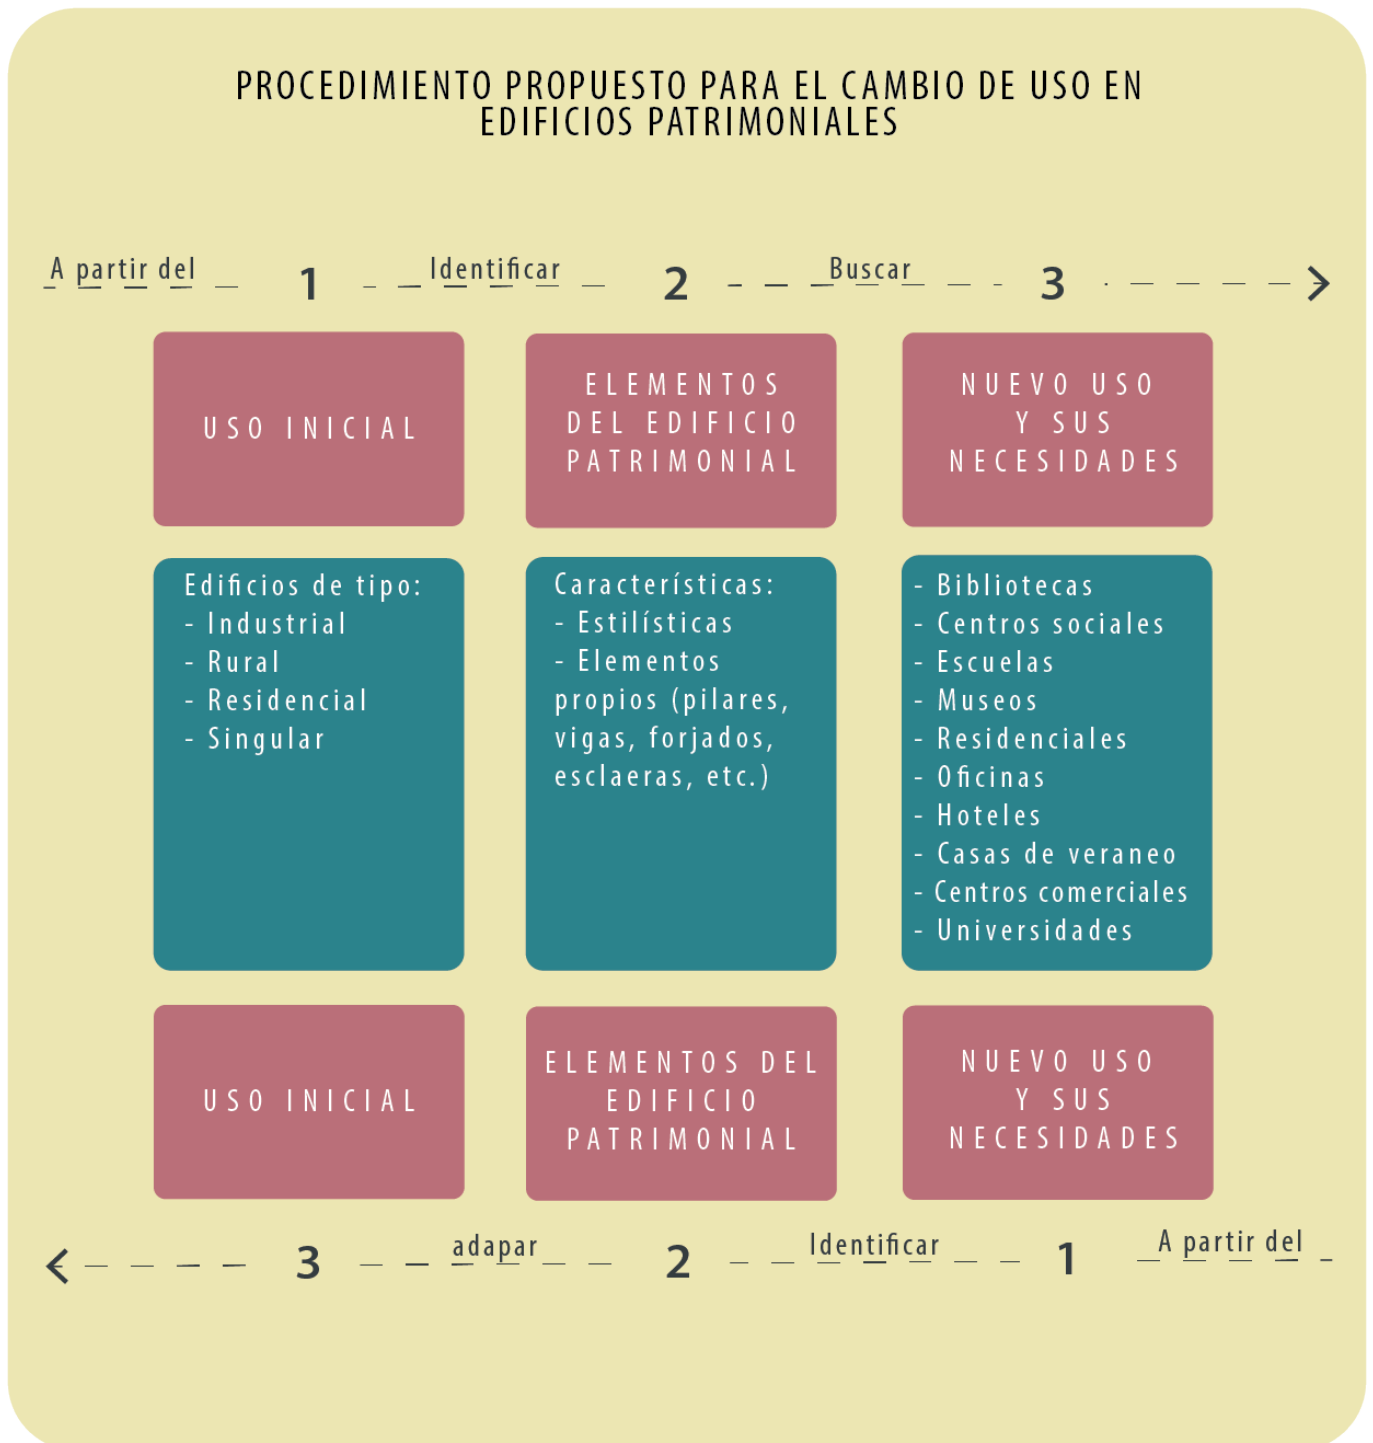 PROCEDIMIENTO PROPUESTO PARA EL CAMBIO DE USO EN
EDIFICIOS PATRIMONIALES
A partir del 1 Identificar 2 Buscar 3
USO INICIAL
ELEMENTOS
DEL EDIFICIO
PATRIMONIAL
NUEVO USO
Y SUS
NECESIDADES
Edificios de tipo:
- Industrial
- Rural
- Residencial
- Singular
Características:
- Estilísticas
- Elementos
propios (pilares,
vigas, forjados,
esclaeras, etc.)
- Bibliotecas
- Centros sociales
- Escuelas
- Museos
- Residenciales
- Oficinas
- Hoteles
- Casas de veraneo
- Centros comerciales
- Universidades
USO INICIAL
ELEMENTOS DEL
EDIFICIO
PATRIMONIAL
NUEVO USO
Y SUS
NECESIDADES
3 adapar 2 Identificar 1 A partir del